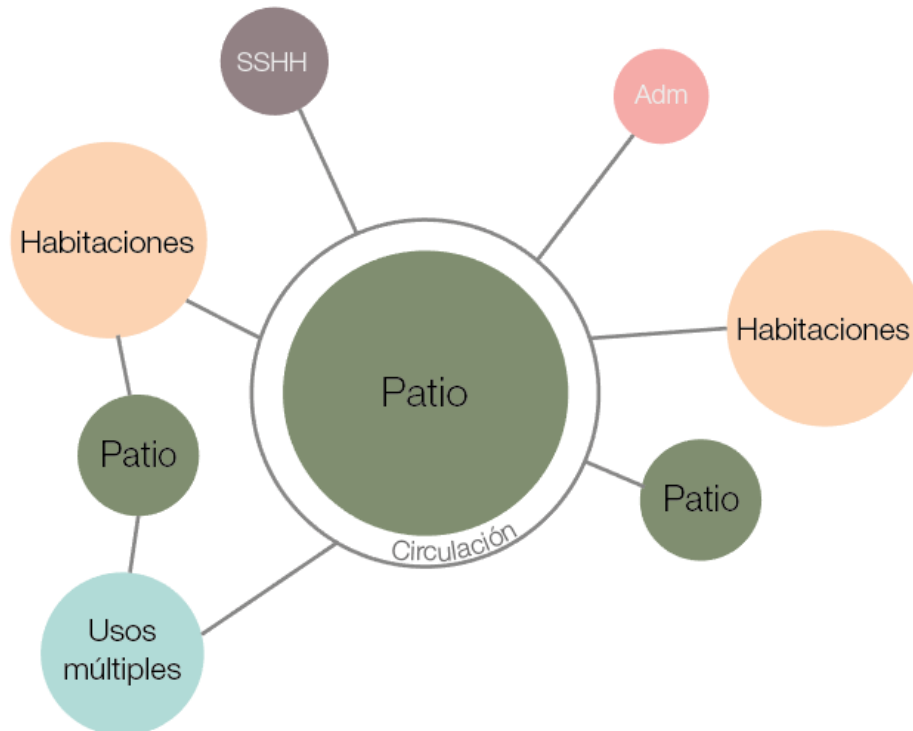 SSHH
Adm
Habitaciones
Habitaciones
Patio
Patio
Patio
Circulación
Usos
múltiples